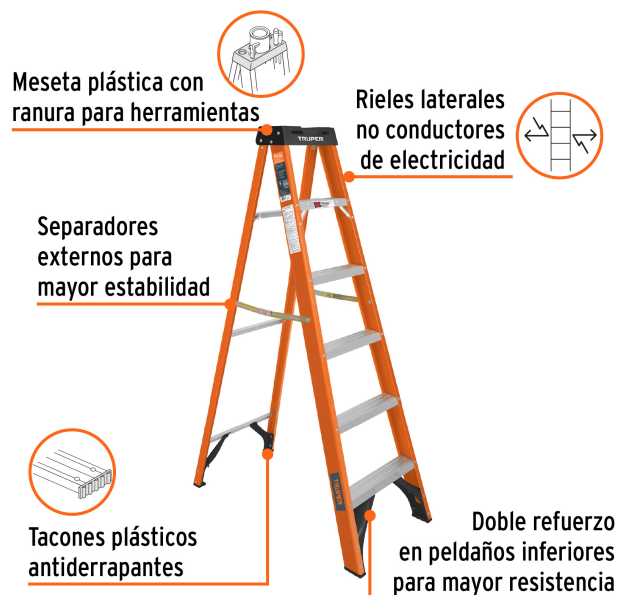 Meseta plástica con
ranura para herramientas
Rieles laterales
no conductores
de electricidad
TRUPER
Separadores
externos para
mayor estabilidad
TRUPER
Tacones plásticos
antiderrapantes
Doble refuerzo
en peldaños inferiores
para mayor resistencia